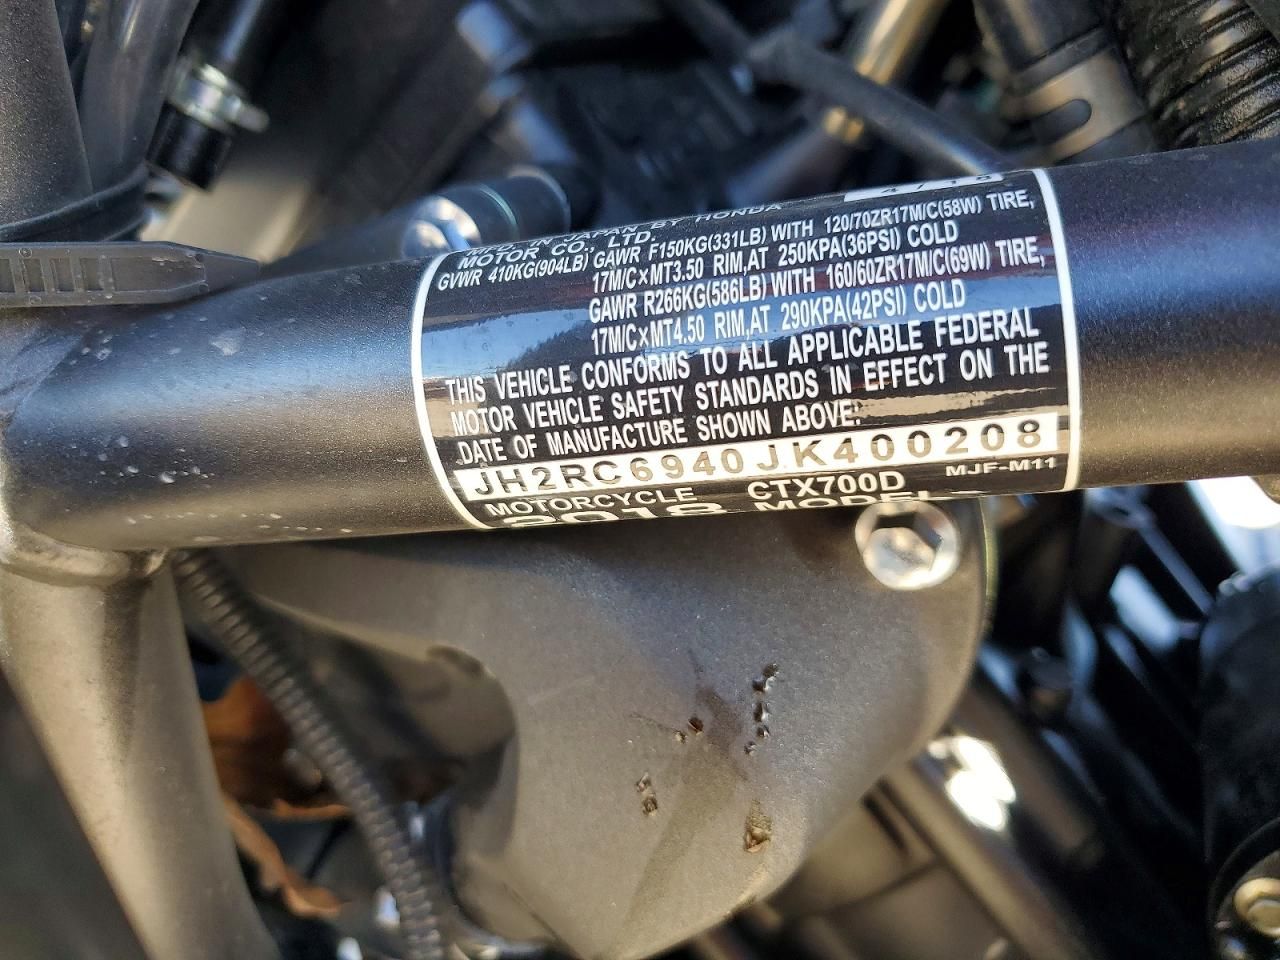 MFD. IN JAPAN BY HONDA 4/18
MOTOR CO., LTD.
GVWR 410KG(904LB) GAWR F150KG(331LB) WITH 120/70ZR17M/C(58W) TIRE,
17M/C×MT3.50 RIM,AT 250KPA(36PSI) COLD
GAWR R266KG(586LB) WITH 160/60ZR17M/C(69W) TIRE,
17M/C×MT4.50 RIM,AT 290KPA(42PSI) COLD
THIS VEHICLE CONFORMS TO ALL APPLICABLE FEDERAL
MOTOR VEHICLE SAFETY STANDARDS IN EFFECT ON THE
DATE OF MANUFACTURE SHOWN ABOVE:
JH2RC6940JK400208
MOTORCYCLE CTX700D MJF-M11
2018 MODEL